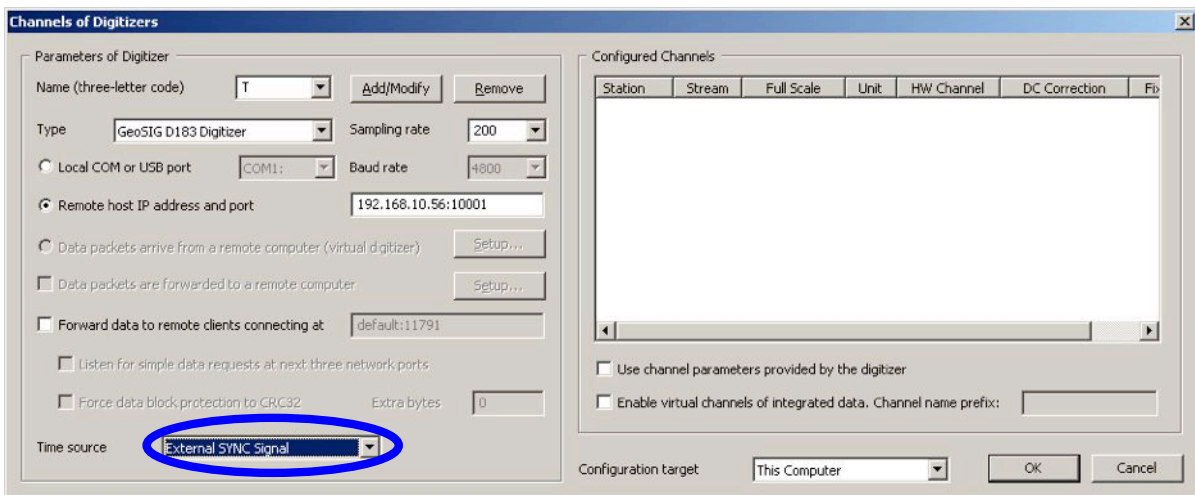 Channels of Digitizers
Parameters of Digitizer
Name (three-letter code) T Add/Modify Remove
Type GeoSIG D183 Digitizer Sampling rate 200
Local COM or USB port COM1: Baud rate 4800
Remote host IP address and port 192.168.10.56:10001
Data packets arrive from a remote computer (virtual digitizer) Setup...
Data packets are forwarded to a remote computer Setup...
Forward data to remote clients connecting at default:11791
Listen for simple data requests at next three network ports
Force data block protection to CRC32 Extra bytes 0
Time source External SYNC Signal
Configured Channels
Station Stream Full Scale Unit HW Channel DC Correction Fix
Use channel parameters provided by the digitizer
Enable virtual channels of integrated data. Channel name prefix:
Configuration target This Computer OK Cancel